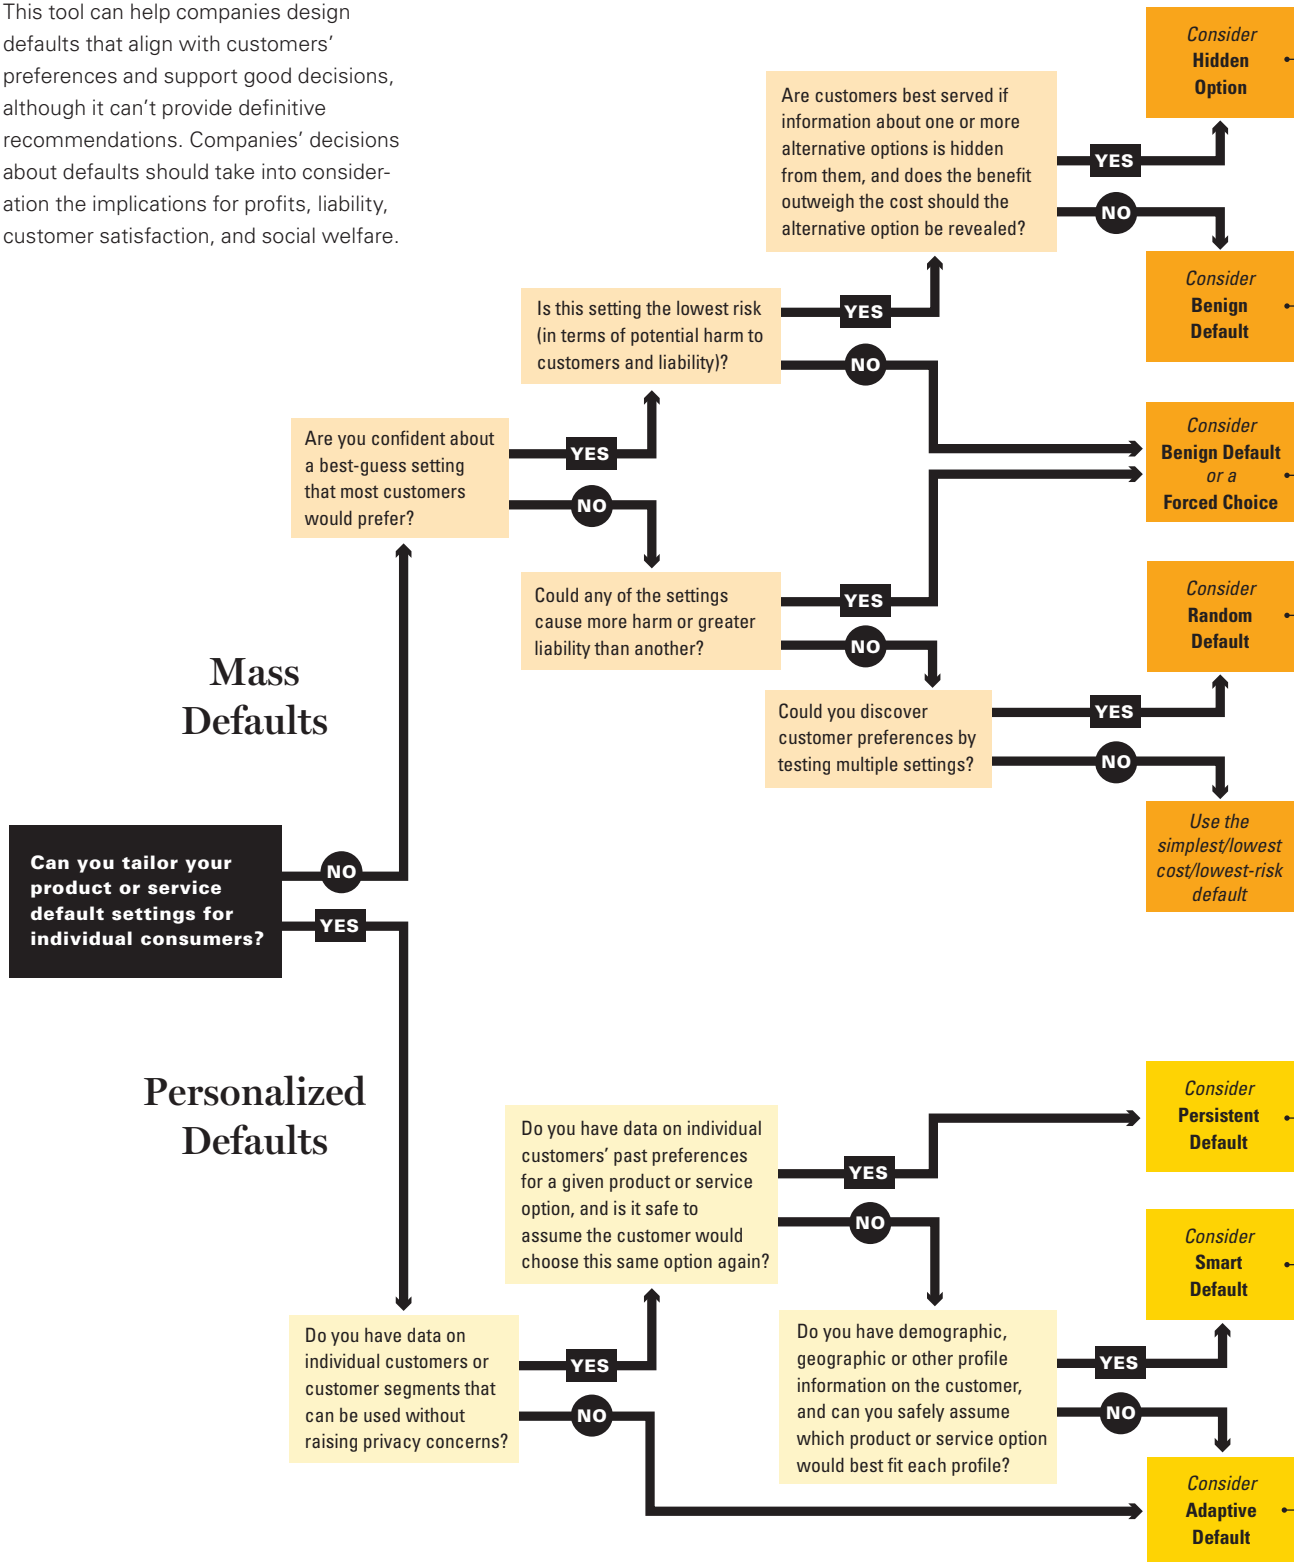 This tool can help companies design
defaults that align with customers’
preferences and support good decisions,
although it can’t provide definitive
recommendations. Companies’ decisions
about defaults should take into consider-
ation the implications for profits, liability,
customer satisfaction, and social welfare.
Consider
Hidden
Option
Are customers best served if
information about one or more
alternative options is hidden
from them, and does the benefit
outweigh the cost should the
alternative option be revealed?
YES
NO
Consider
Benign
Default
Is this setting the lowest risk
(in terms of potential harm to
customers and liability)?
YES
NO
Consider
Benign Default
or a
Forced Choice
Are you confident about
a best-guess setting
that most customers
would prefer?
YES
NO
Could any of the settings
cause more harm or greater
liability than another?
YES
NO
Consider
Random
Default
Mass
Defaults
Could you discover
customer preferences by
testing multiple settings?
YES
NO
Use the
simplest/lowest
cost/lowest-risk
default
Can you tailor your
product or service
default settings for
individual consumers?
NO
YES
Personalized
Defaults
Consider
Persistent
Default
Do you have data on individual
customers’ past preferences
for a given product or service
option, and is it safe to
assume the customer would
choose this same option again?
YES
NO
Consider
Smart
Default
Do you have data on
individual customers or
customer segments that
can be used without
raising privacy concerns?
YES
NO
Do you have demographic,
geographic or other profile
information on the customer,
and can you safely assume
which product or service option
would best fit each profile?
YES
NO
Consider
Adaptive
Default